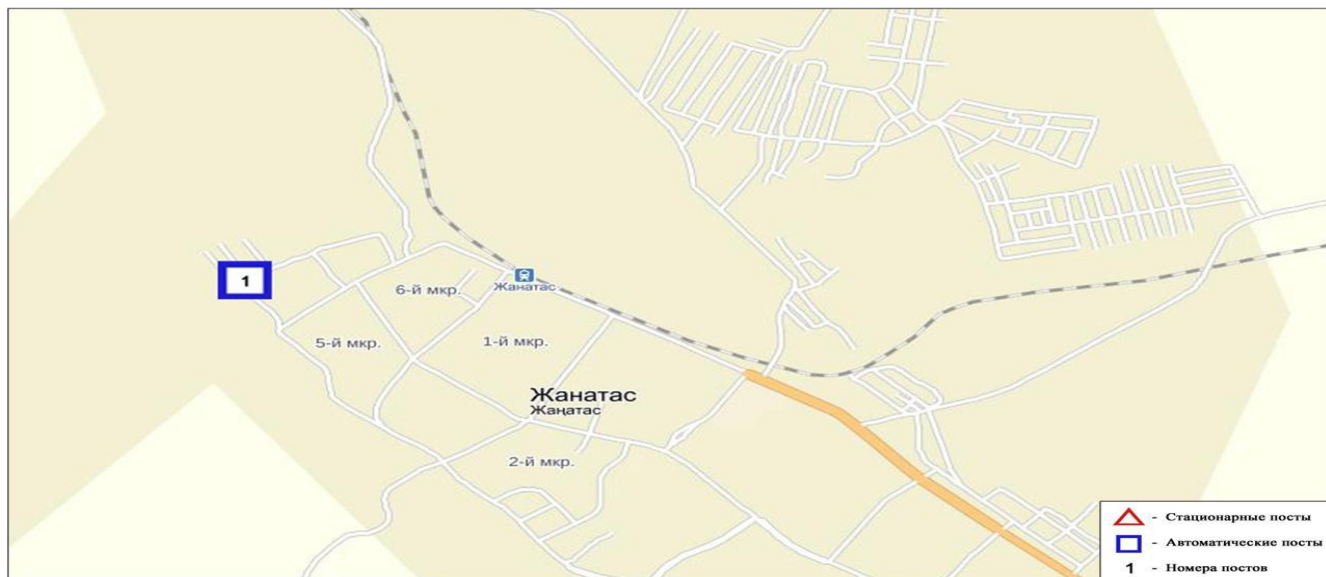 1
6-й мкр.
Жанатас
5-й мкр.
1-й мкр.
Жанатас
Жаңатас
2-й мкр.
- Стационарные посты
- Автоматические посты
1 - Номера постов